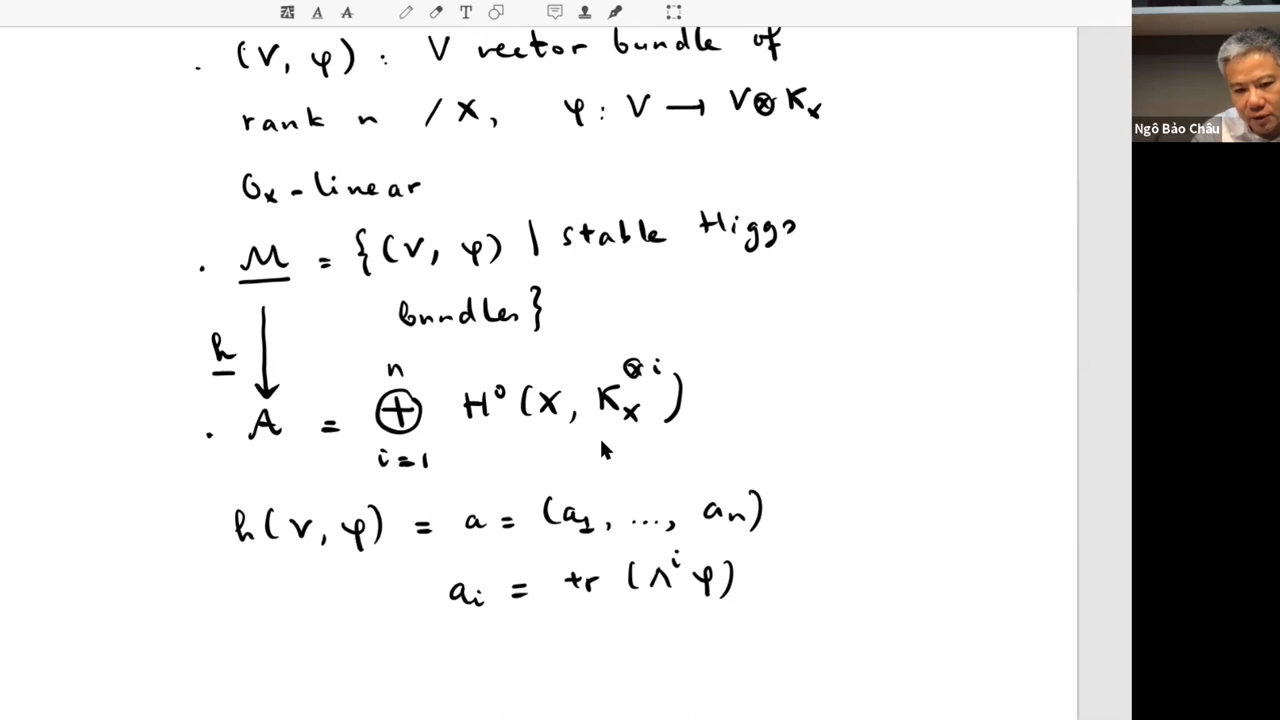 . (V, φ) : V vector bundle of
rank n / X, φ : V → V⊗K_X
O_X-linear
. M = {(V, φ) | stable Higgs
bundles}
h
. A = ⊕_{i=1}^{n} H⁰(X, K_X^{⊗i})
h(V, φ) = a = (a_1, ..., a_n)
a_i = tr (∧^i φ)
Ngô Bảo Châu